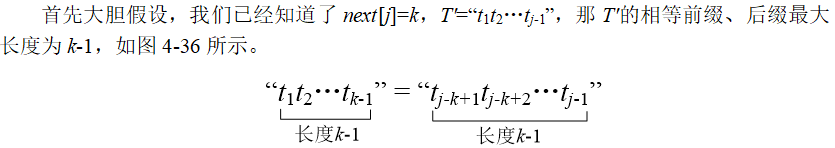 首先大胆假设，我们已经知道了 next[j]=k，T′=“t₁t₂⋯tⱼ₋₁”，那 T′的相等前缀、后缀最大
长度为 k-1，如图 4-36 所示。
“t₁t₂⋯tₖ₋₁” = “tⱼ₋ₖ₊₁tⱼ₋ₖ₊₂⋯tⱼ₋₁”
长度k-1 长度k-1